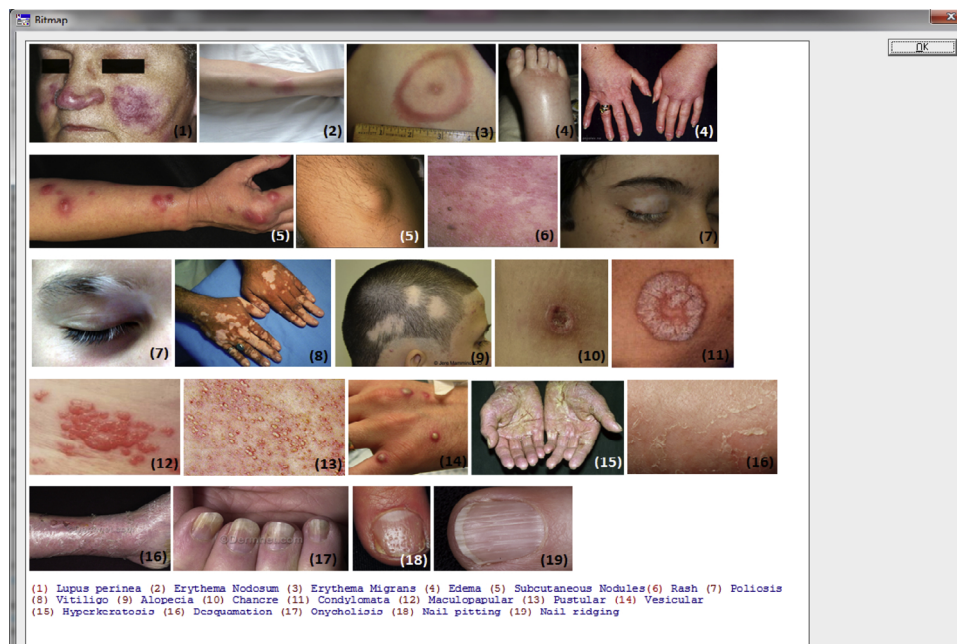 Bitmap
OK
(1) (2) (3) (4) (4)
(5) (5) (6) (7)
(7) (8) (9) (10) (11)
(12) (13) (14) (15) (16)
(16) (17) (18) (19)
(1) Lupus perinea (2) Erythema Nodosum (3) Erythema Migrans (4) Edema (5) Subcutaneous Nodules(6) Rash (7) Poliosis
(8) Vitiligo (9) Alopecia (10) Chancre (11) Condylomata (12) Maculopapular (13) Pustular (14) Vesicular
(15) Hyperkeratosis (16) Desquamation (17) Onycholisis (18) Nail pitting (19) Nail ridging